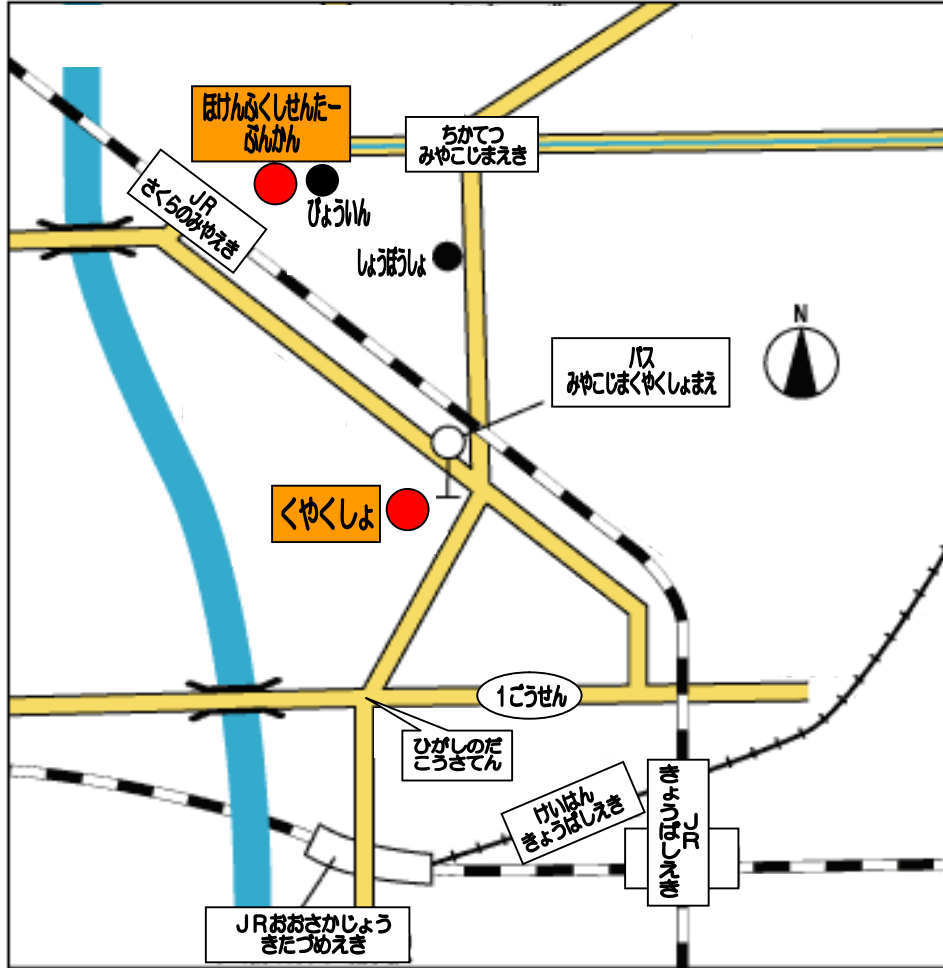 ほけんふくしせんたー
ぶんかん
ちかてつ
みやこじまえき
JR
さくらのみやえき
びょういん
しょうぼうしょ
N
バス
みやこじまくやくしょまえ
くやくしょ
1ごうせん
ひがしのだ
こうさてん
けいはん
きょうばしえき
JR
きょうばしえき
JRおおさかじょう
きたづめえき